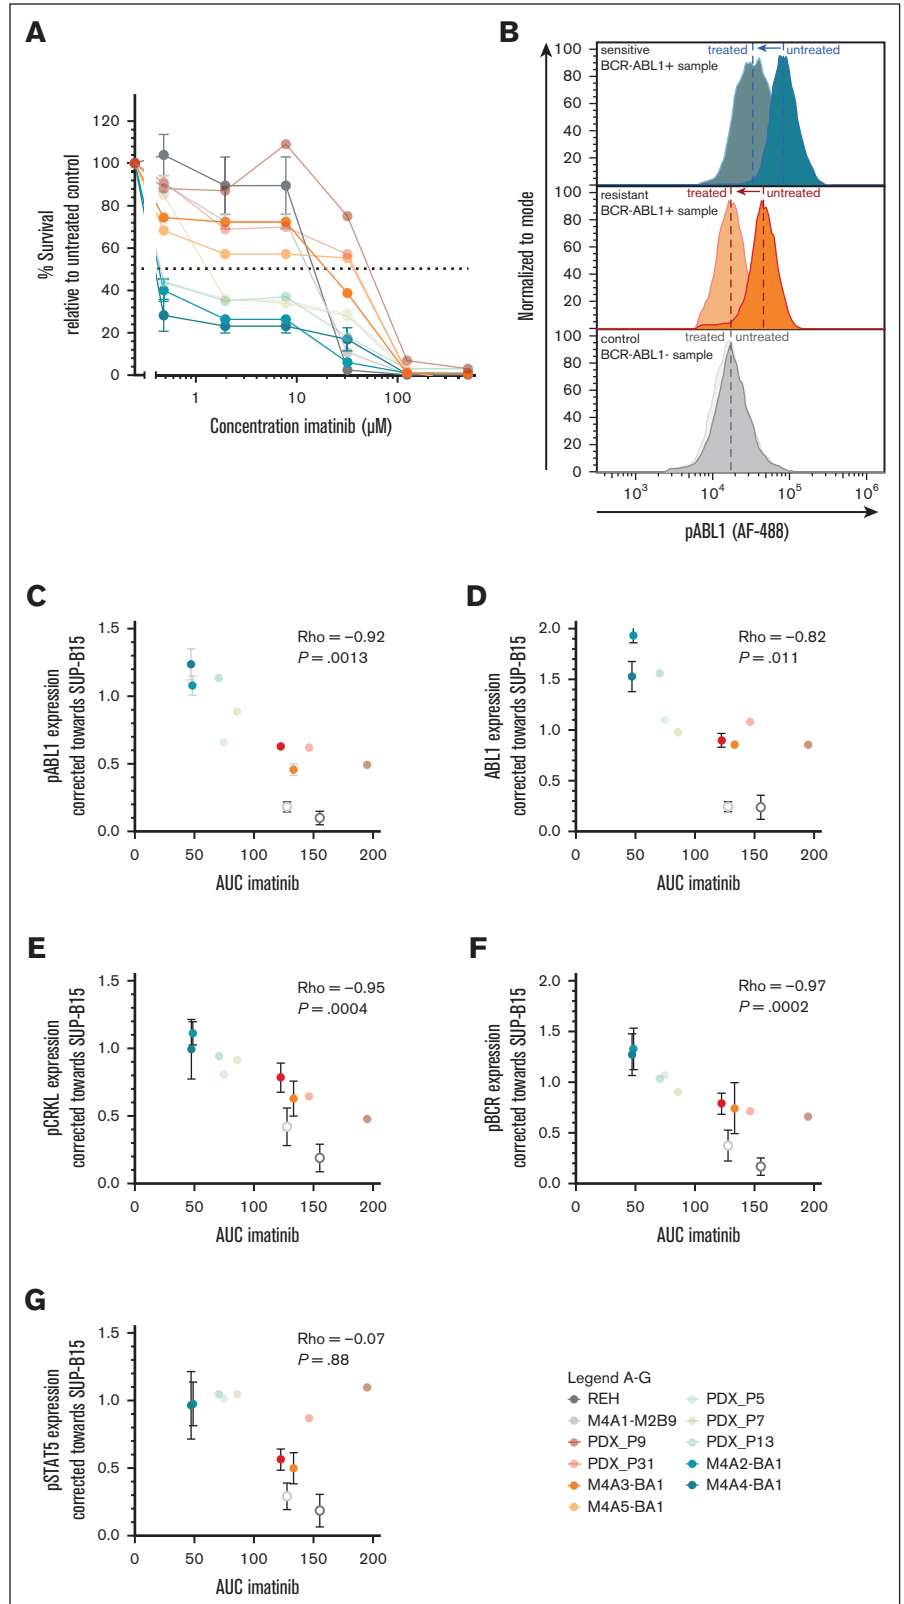 A
% Survival
relative to untreated control
120
100
80
60
40
20
0
1
10
100
Concentration imatinib (µM)
B
Normalized to mode
100
80
60
40
20
sensitive
BCR-ABL1+ sample
treated
untreated
100
80
60
40
20
resistant
BCR-ABL1+ sample
treated
untreated
100
80
60
40
20
0
control
BCR-ABL1- sample
treated
untreated
10³
10⁴
10⁵
10⁶
pABL1 (AF-488)
C
pABL1 expression
corrected towards SUP-B15
1.5
1.0
0.5
0.0
Rho = −0.92
P = .0013
0
50
100
150
200
AUC imatinib
D
ABL1 expression
corrected towards SUP-B15
2.0
1.5
1.0
0.5
0.0
Rho = −0.82
P = .011
0
50
100
150
200
AUC imatinib
E
pCRKL expression
corrected towards SUP-B15
1.5
1.0
0.5
0.0
Rho = −0.95
P = .0004
0
50
100
150
200
AUC imatinib
F
pBCR expression
corrected towards SUP-B15
2.0
1.5
1.0
0.5
0.0
Rho = −0.97
P = .0002
0
50
100
150
200
AUC imatinib
G
pSTAT5 expression
corrected towards SUP-B15
1.5
1.0
0.5
0.0
Rho = −0.07
P = .88
0
50
100
150
200
AUC imatinib
Legend A-G
REH
M4A1-M2B9
PDX_P9
PDX_P31
M4A3-BA1
M4A5-BA1
PDX_P5
PDX_P7
PDX_P13
M4A2-BA1
M4A4-BA1